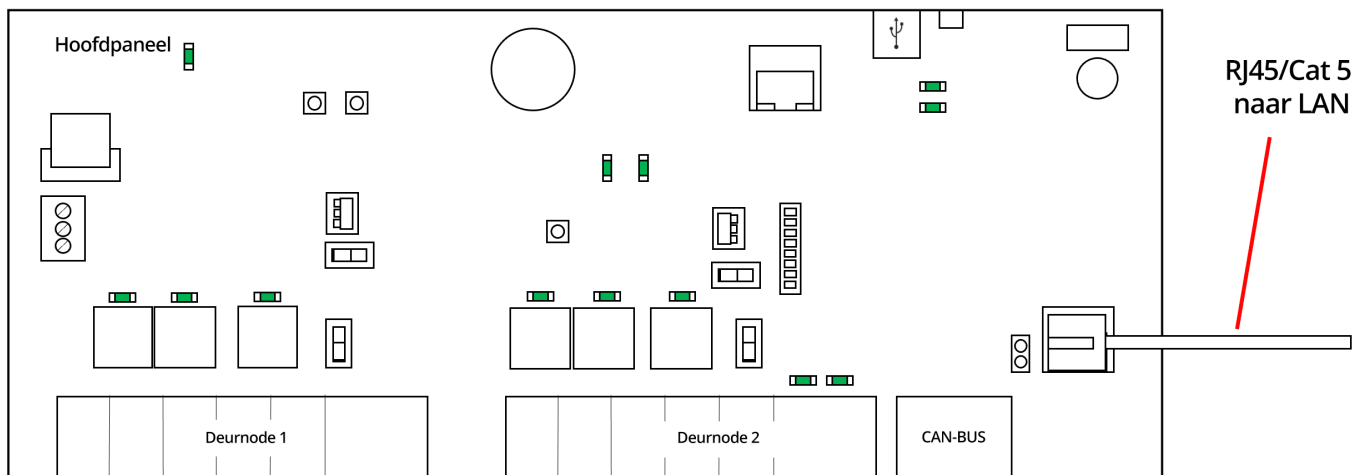 Hoofdpaneel
RJ45/Cat 5
naar LAN
Deurnode 1
Deurnode 2
CAN-BUS